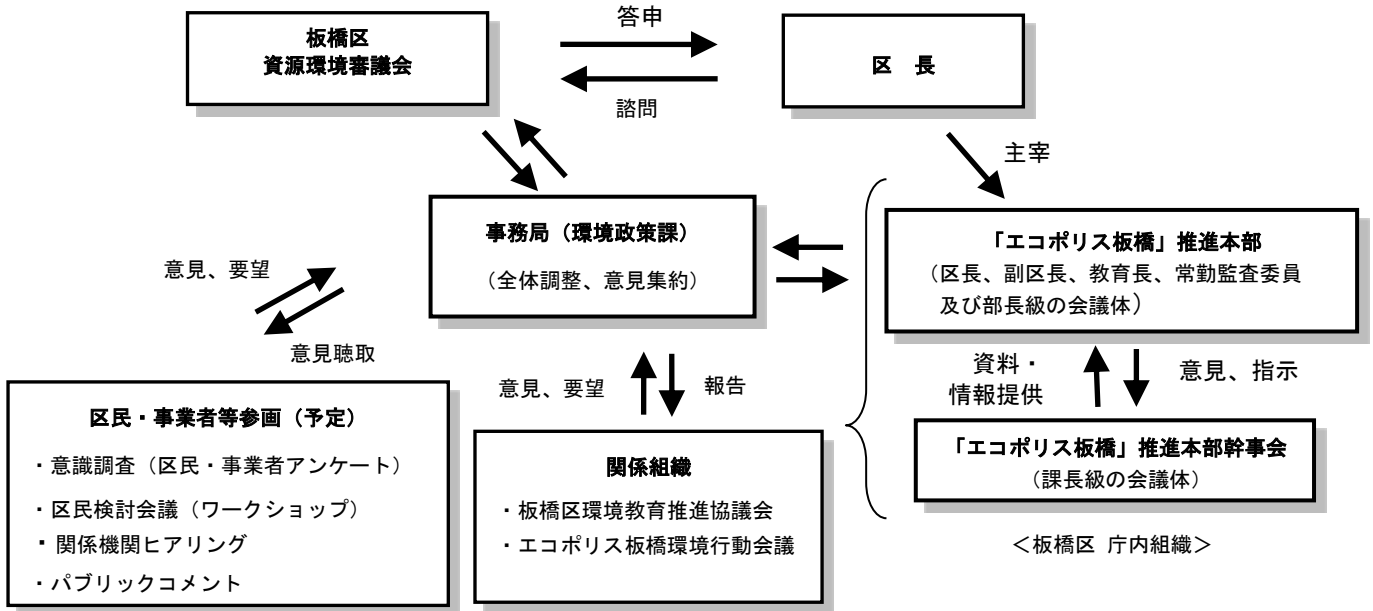 板橋区
資源環境審議会
答申
諮問
区　長
主宰
事務局（環境政策課）
（全体調整、意見集約）
「エコポリス板橋」推進本部
（区長、副区長、教育長、常勤監査委員
及び部長級の会議体）
意見、要望
意見聴取
意見、要望
報告
資料・
情報提供
意見、指示
区民・事業者等参画（予定）
・意識調査（区民・事業者アンケート）
・区民検討会議（ワークショップ）
・関係機関ヒアリング
・パブリックコメント
関係組織
・板橋区環境教育推進協議会
・エコポリス板橋環境行動会議
「エコポリス板橋」推進本部幹事会
（課長級の会議体）
＜板橋区 庁内組織＞